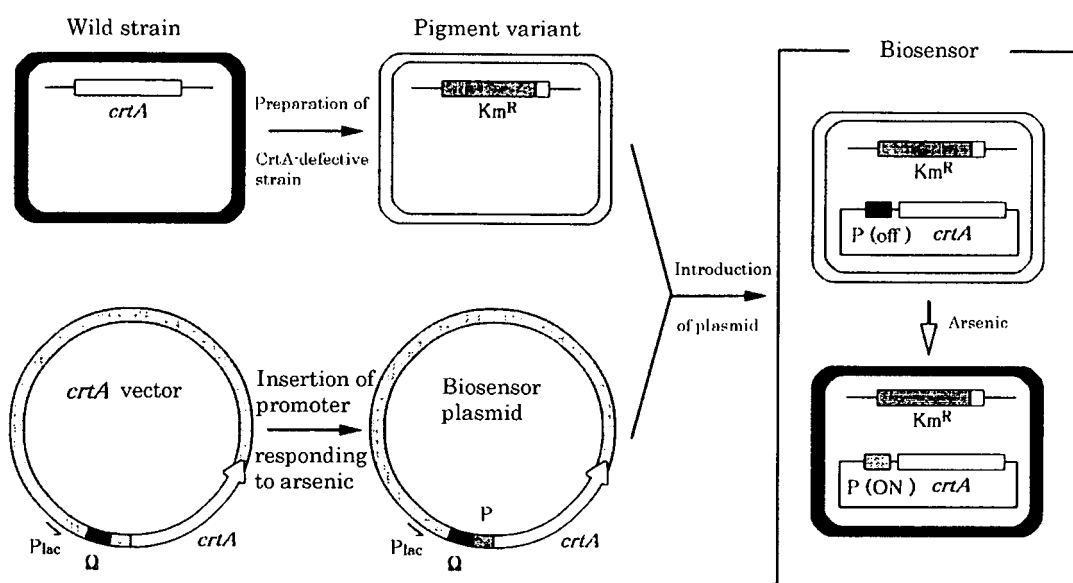 Wild strain
crtA
Preparation of
CrtA-defective
strain
Pigment variant
Km^R
crtA vector
P_lac
Ω
crtA
Insertion of
promoter
responding
to arsenic
Biosensor
plasmid
P
P_lac
Ω
crtA
Introduction
of plasmid
Biosensor
Km^R
P (off) crtA
Arsenic
Km^R
P (ON) crtA